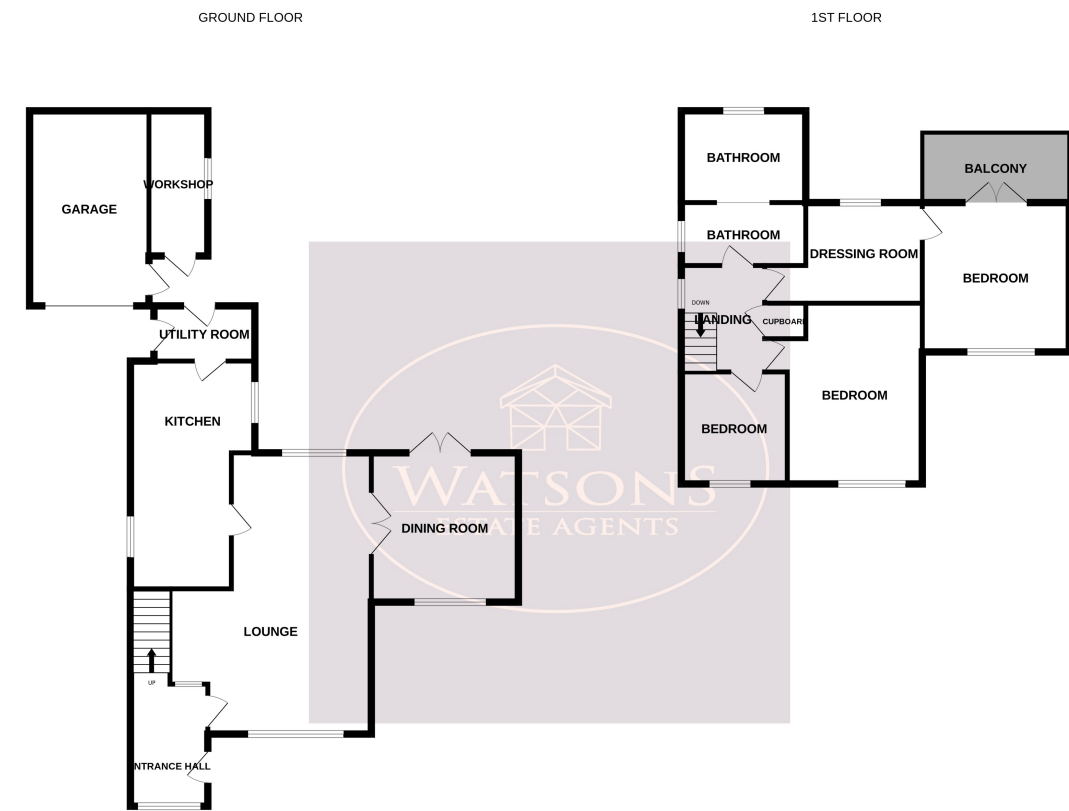 GROUND FLOOR
1ST FLOOR
GARAGE
WORKSHOP
UTILITY ROOM
KITCHEN
DINING ROOM
LOUNGE
UP
NTRANCE HALL
BATHROOM
BATHROOM
BALCONY
DRESSING ROOM
BEDROOM
DOWN
LANDING
CUPBOARD
BEDROOM
BEDROOM
WATSONS
ESTATE AGENTS